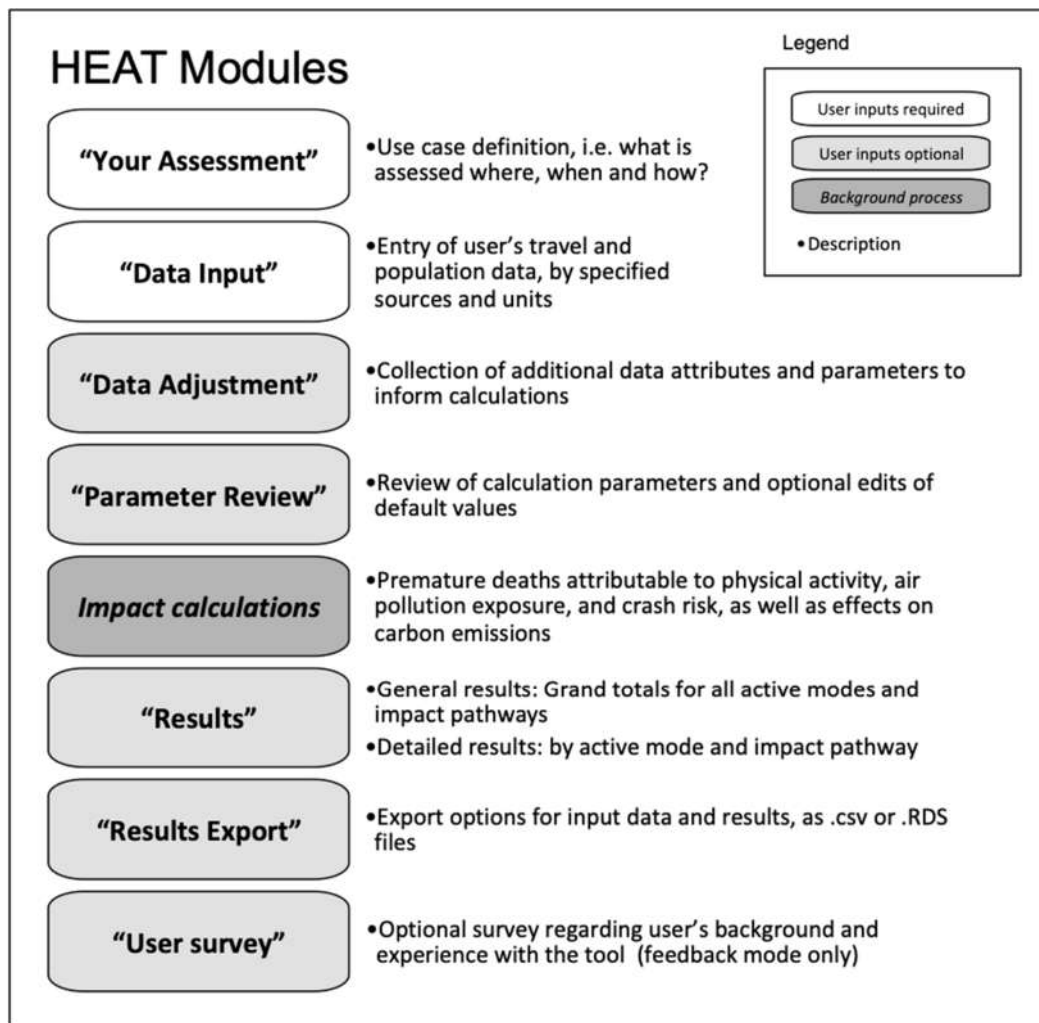 HEAT Modules
Legend
User inputs required
User inputs optional
Background process
•Description
“Your Assessment”
•Use case definition, i.e. what is
assessed where, when and how?
“Data Input”
•Entry of user’s travel and
population data, by specified
sources and units
“Data Adjustment”
•Collection of additional data attributes and parameters to
inform calculations
“Parameter Review”
•Review of calculation parameters and optional edits of
default values
Impact calculations
•Premature deaths attributable to physical activity, air
pollution exposure, and crash risk, as well as effects on
carbon emissions
“Results”
•General results: Grand totals for all active modes and
impact pathways
•Detailed results: by active mode and impact pathway
“Results Export”
•Export options for input data and results, as .csv or .RDS
files
“User survey”
•Optional survey regarding user’s background and
experience with the tool (feedback mode only)